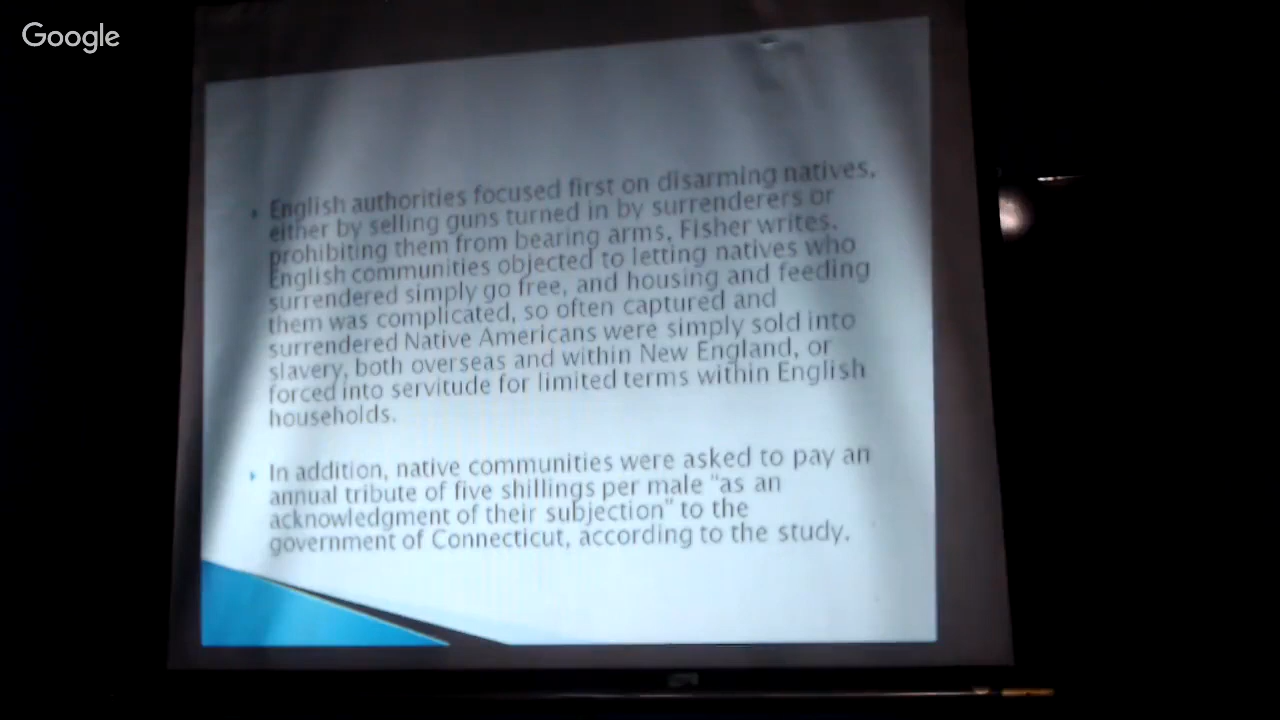 Google
English authorities focused first on disarming natives,
either by selling guns turned in by surrenderers or
prohibiting them from bearing arms, Fisher writes.
English communities objected to letting natives who
surrendered simply go free, and housing and feeding
them was complicated, so often captured and
surrendered Native Americans were simply sold into
slavery, both overseas and within New England, or
forced into servitude for limited terms within English
households.
In addition, native communities were asked to pay an
annual tribute of five shillings per male "as an
acknowledgment of their subjection" to the
government of Connecticut, according to the study.